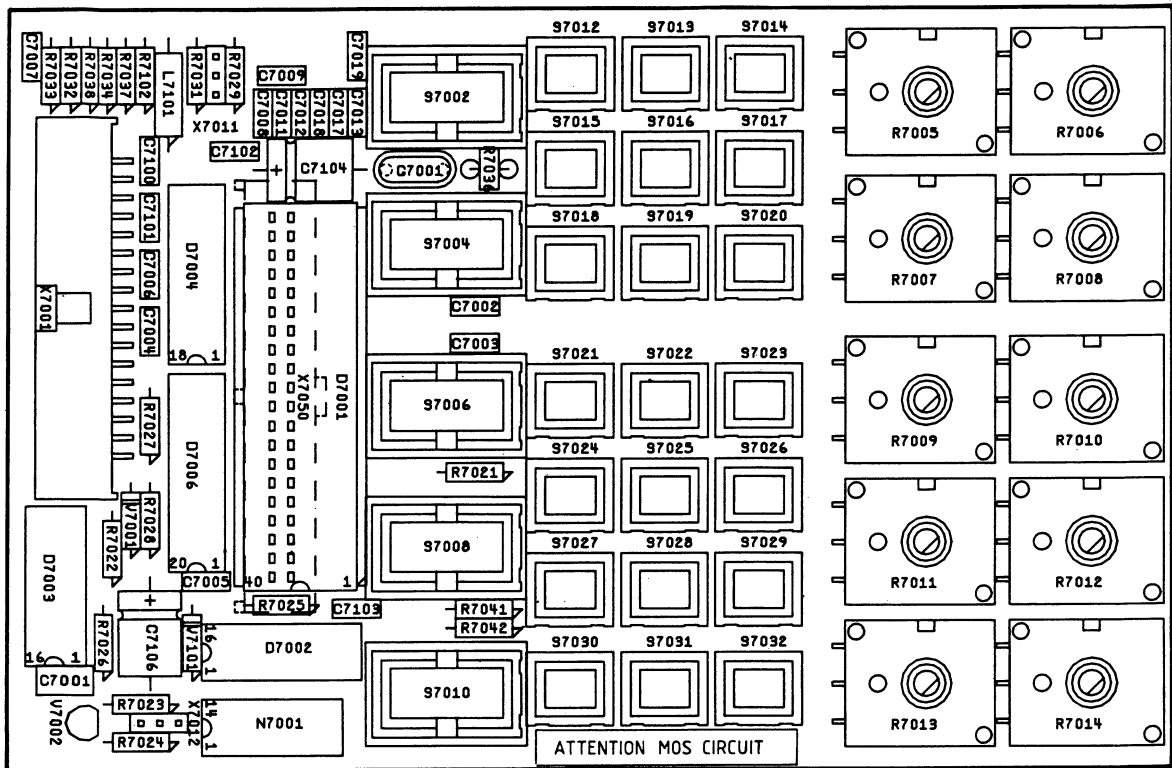 S7012 S7013 S7014
C7007 R7033 R7032 R7038 R7034 R7037 R7102 L7101 R7031 R7029 C7019
C7009
S7002
R7005 R7006
C7008 C7011 C7012 C7018 C7017 C7013
X7011
S7015 S7016 S7017
C7100 C7102 + C7104 G7001 R7036
C7101 S7018 S7019 S7020
D7004 S7004
C7006 R7007 R7008
X7001 C7002
C7004 C7003
18 1 S7021 S7022 S7023
X7050 D7001
S7006
R7027 R7009 R7010
D7006 S7024 S7025 S7026
R7021
V7101 R7028
R7022
S7008 S7027 S7028 S7029
D7003
20 1 C7005 40 1
R7011 R7012
+ R7025 C7103 R7041
R7042
R7026 C7106 V7101 16 1 D7002
S7030 S7031 S7032
16 1
C7001
S7010
V7002 R7023 X7012 14 1 N7001
R7013 R7014
R7024
ATTENTION MOS CIRCUIT